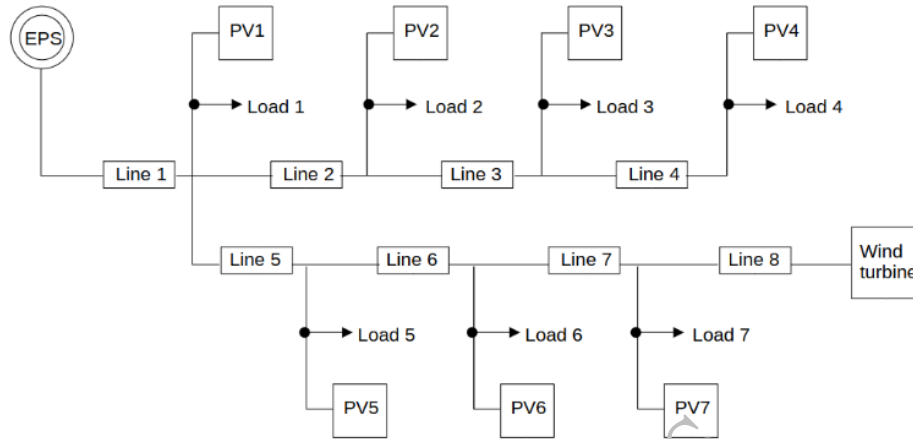 EPS
PV1
PV2
PV3
PV4
Load 1
Load 2
Load 3
Load 4
Line 1
Line 2
Line 3
Line 4
Line 5
Line 6
Line 7
Line 8
Wind
turbine
Load 5
Load 6
Load 7
PV5
PV6
PV7